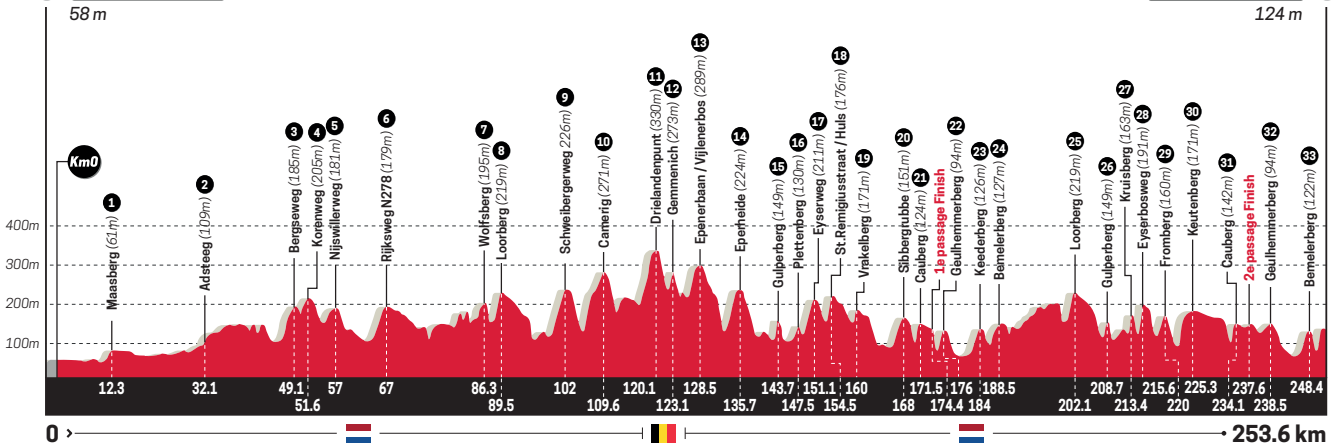 58 m
124 m
Km0
1 Maasberg (61m)
2 Adsteeg (109m)
3 Bergseweg (185m)
4 Korenweg (205m)
5 Nijswillerweg (181m)
6 Rijksweg N278 (179m)
7 Wolfsberg (195m)
8 Loorberg (219m)
9 Schweibergerweg 226m)
10 Camerig (271m)
11 Drielandenpunt (330m)
12 Gemmenich (273m)
13 Epenerbaan / Vijlenerbos (289m)
14 Eperheide (224m)
15 Gulperberg (149m)
16 Plettenberg (130m)
17 Eyserweg (211m)
18 St.Remigiusstraat / Huls (176m)
19 Vrakelberg (171m)
20 Sibbergrubbe (151m)
21 Cauberg (124m)
1e passage Finish
22 Geulhemmerberg (94m)
23 Keerderberg (126m)
24 Bemelerberg (127m)
25 Loorberg (219m)
26 Gulperberg (149m)
27 Kruisberg (163m)
28 Eyserbosweg (191m)
29 Fromberg (160m)
30 Keutenberg (171m)
31 Cauberg (142m)
2e passage Finish
32 Geulhemmerberg (94m)
33 Bemelerberg (122m)
400m
300m
200m
100m
12.3 32.1 49.1 57 67 86.3 102 120.1 128.5 143.7 151.1 160 171.5 176 188.5 208.7 215.6 225.3 237.6 248.4
51.6 89.5 109.6 123.1 135.7 147.5 154.5 168 174.4 184 202.1 213.4 220 234.1 238.5
0 253.6 km